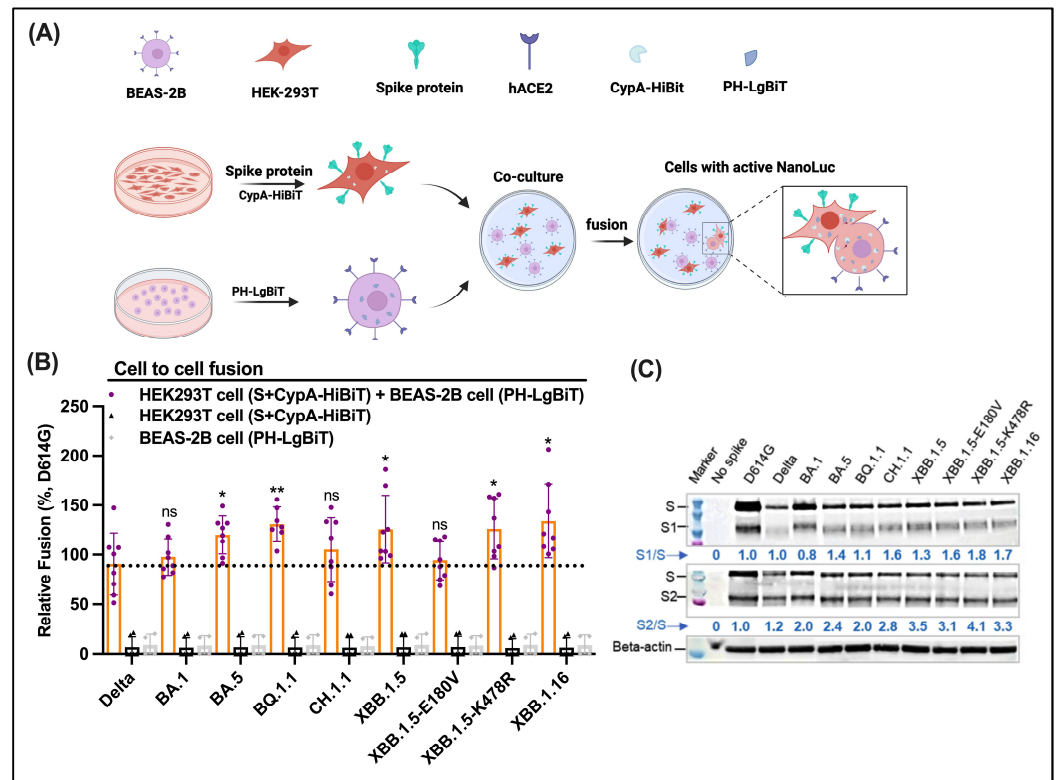 (A)
BEAS-2B
HEK-293T
Spike protein
hACE2
CypA-HiBit
PH-LgBiT
Spike protein
CypA-HiBiT
PH-LgBiT
Co-culture
fusion
Cells with active NanoLuc
(B)
Cell to cell fusion
HEK293T cell (S+CypA-HiBiT) + BEAS-2B cell (PH-LgBiT)
HEK293T cell (S+CypA-HiBiT)
BEAS-2B cell (PH-LgBiT)
Relative Fusion (%, D614G)
250
200
150
100
50
0
ns
*
**
ns
*
ns
*
*
Delta
BA.1
BA.5
BQ.1.1
CH.1.1
XBB.1.5
XBB.1.5-E180V
XBB.1.5-K478R
XBB.1.16
(C)
Marker
No spike
D614G
Delta
BA.1
BA.5
BQ.1.1
CH.1.1
XBB.1.5
XBB.1.5-E180V
XBB.1.5-K478R
XBB.1.16
S
S1
S1/S 0 1.0 1.0 0.8 1.4 1.1 1.6 1.3 1.6 1.8 1.7
S
S2
S2/S 0 1.0 1.2 2.0 2.4 2.0 2.8 3.5 3.1 4.1 3.3
Beta-actin